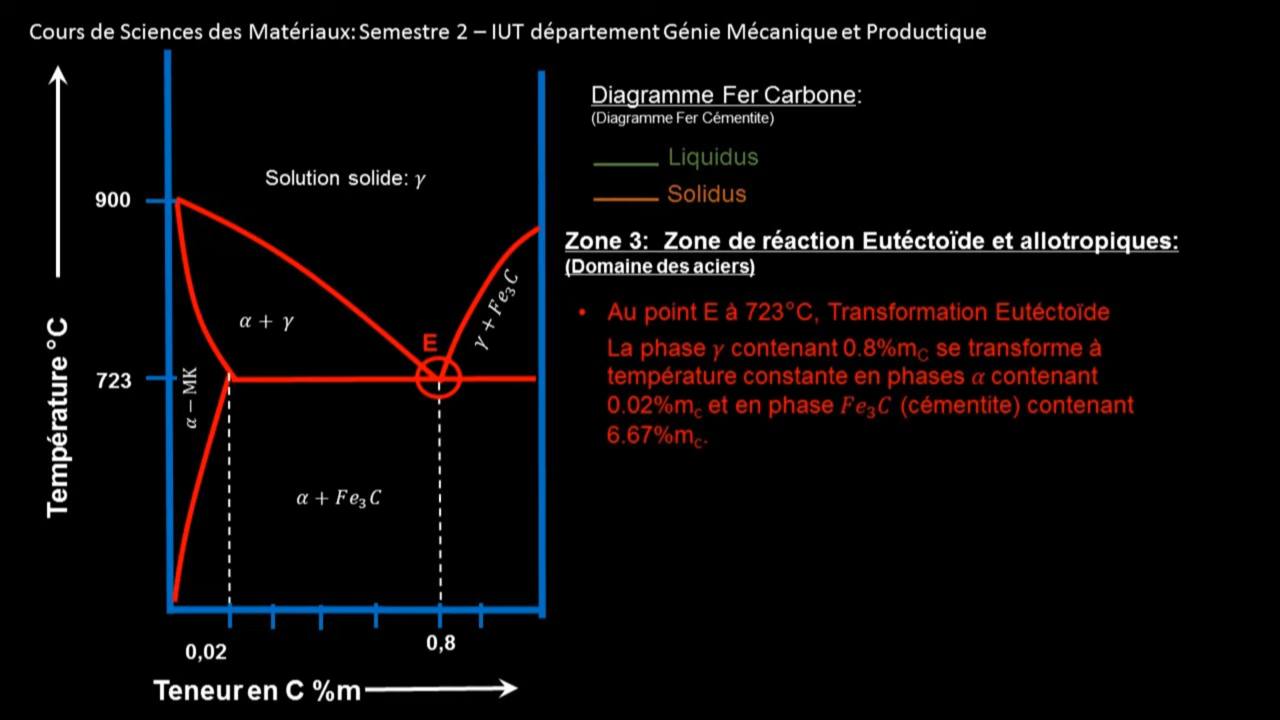 Cours de Sciences des Matériaux: Semestre 2 – IUT département Génie Mécanique et Productique
Diagramme Fer Carbone:
(Diagramme Fer Cémentite)
Liquidus
Solidus
Zone 3: Zone de réaction Eutéctoïde et allotropiques:
(Domaine des aciers)
• Au point E à 723°C, Transformation Eutéctoïde
La phase γ contenant 0.8%m_C se transforme à
température constante en phases α contenant
0.02%m_c et en phase Fe₃C (cémentite) contenant
6.67%m_c.
Température °C
900
723
Solution solide: γ
α + γ
γ + Fe₃C
E
α − MK
α + Fe₃C
0,02
0,8
Teneur en C %m